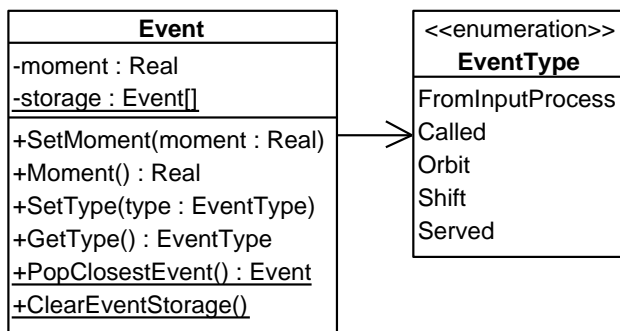 Event
-moment : Real
-storage : Event[]
+SetMoment(moment : Real)
+Moment() : Real
+SetType(type : EventType)
+GetType() : EventType
+PopClosestEvent() : Event
+ClearEventStorage()
<<enumeration>>
EventType
FromInputProcess
Called
Orbit
Shift
Served